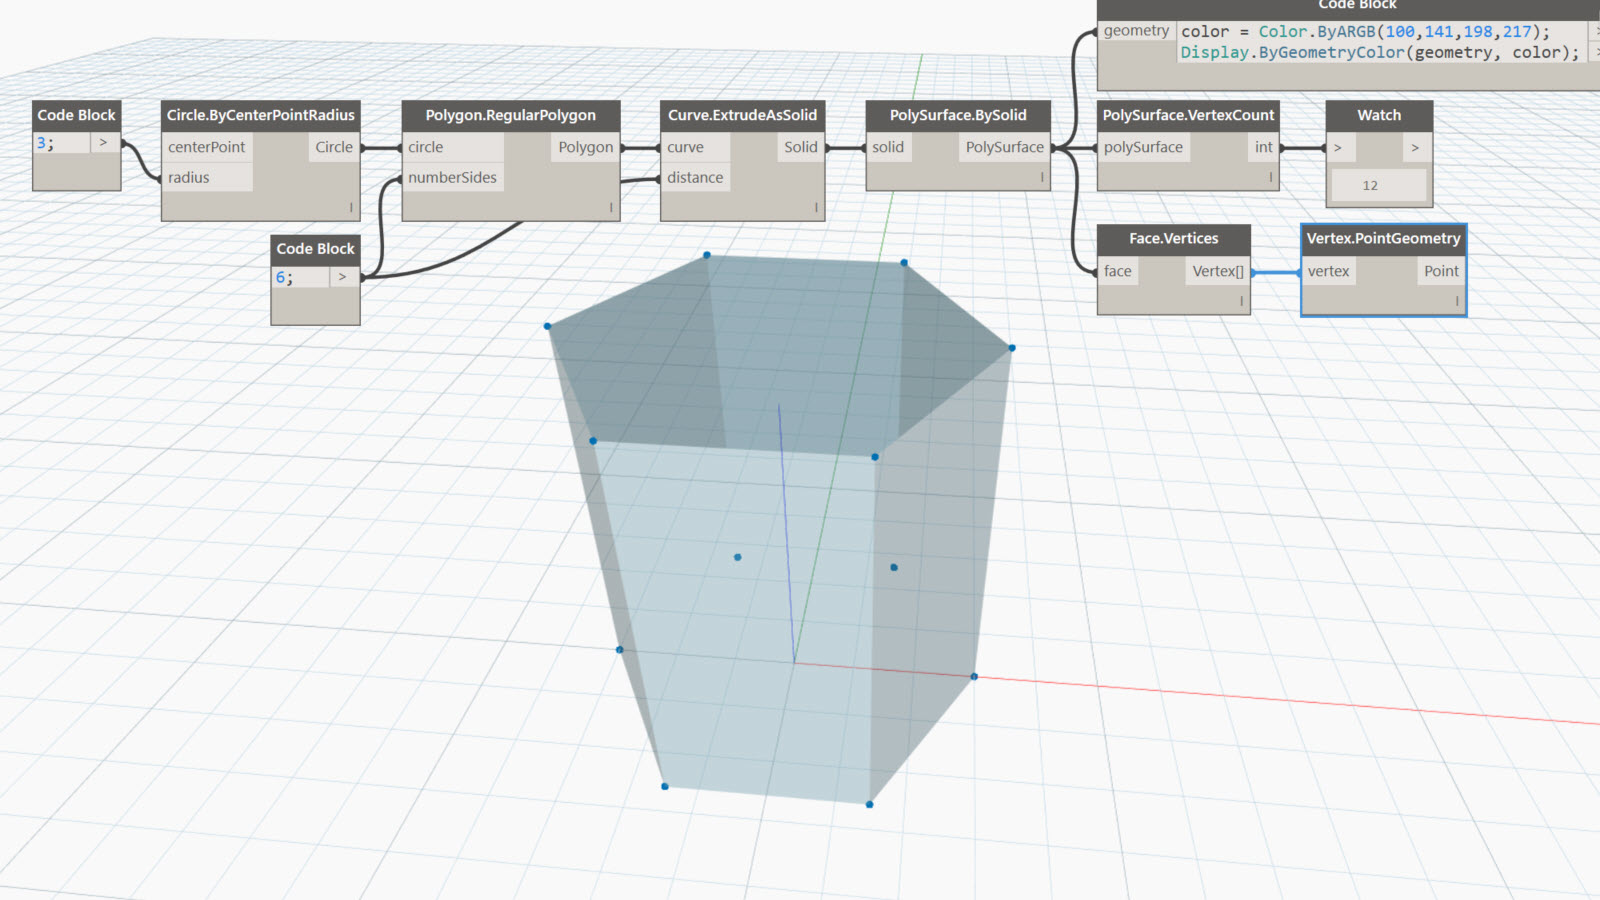 Code Block
geometry
color = Color.ByARGB(100,141,198,217);
Display.ByGeometryColor(geometry, color);
>
>
Code Block
3;
>
Circle.ByCenterPointRadius
centerPoint
Circle
radius
l
Polygon.RegularPolygon
circle
Polygon
numberSides
l
Curve.ExtrudeAsSolid
curve
Solid
distance
l
PolySurface.BySolid
solid
PolySurface
l
PolySurface.VertexCount
polySurface
int
l
Watch
>
>
12
Code Block
6;
>
Face.Vertices
face
Vertex[]
l
Vertex.PointGeometry
vertex
Point
l